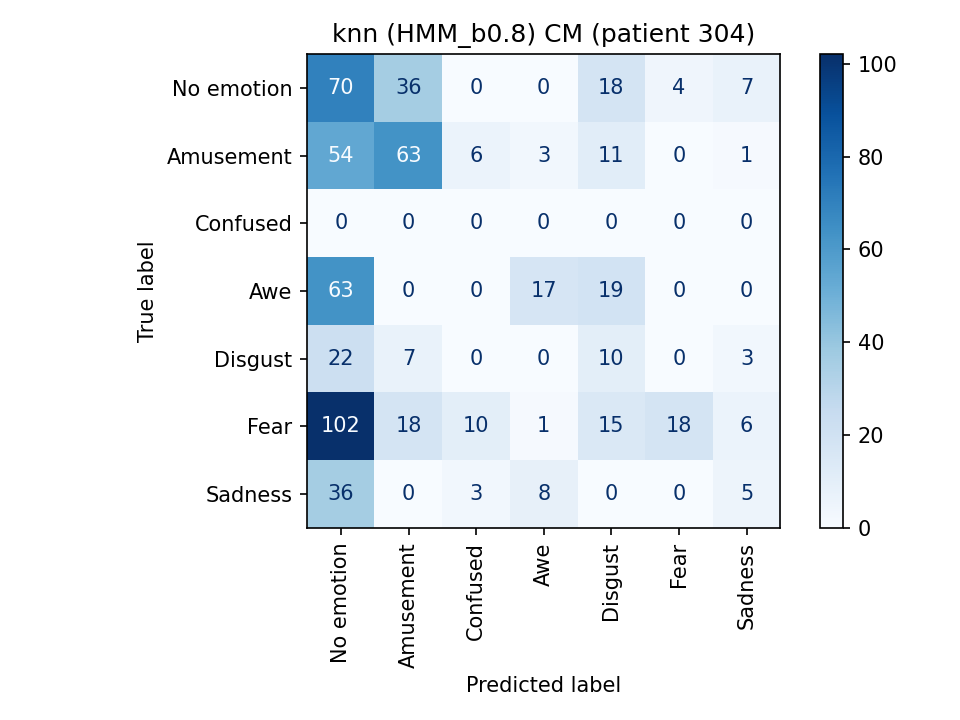 knn (HMM_b0.8) CM (patient 304)
No emotion 70 36 0 0 18 4 7
Amusement 54 63 6 3 11 0 1
Confused 0 0 0 0 0 0 0
Awe 63 0 0 17 19 0 0
Disgust 22 7 0 0 10 0 3
Fear 102 18 10 1 15 18 6
Sadness 36 0 3 8 0 0 5
True label
No emotion Amusement Confused Awe Disgust Fear Sadness
Predicted label
100
80
60
40
20
0